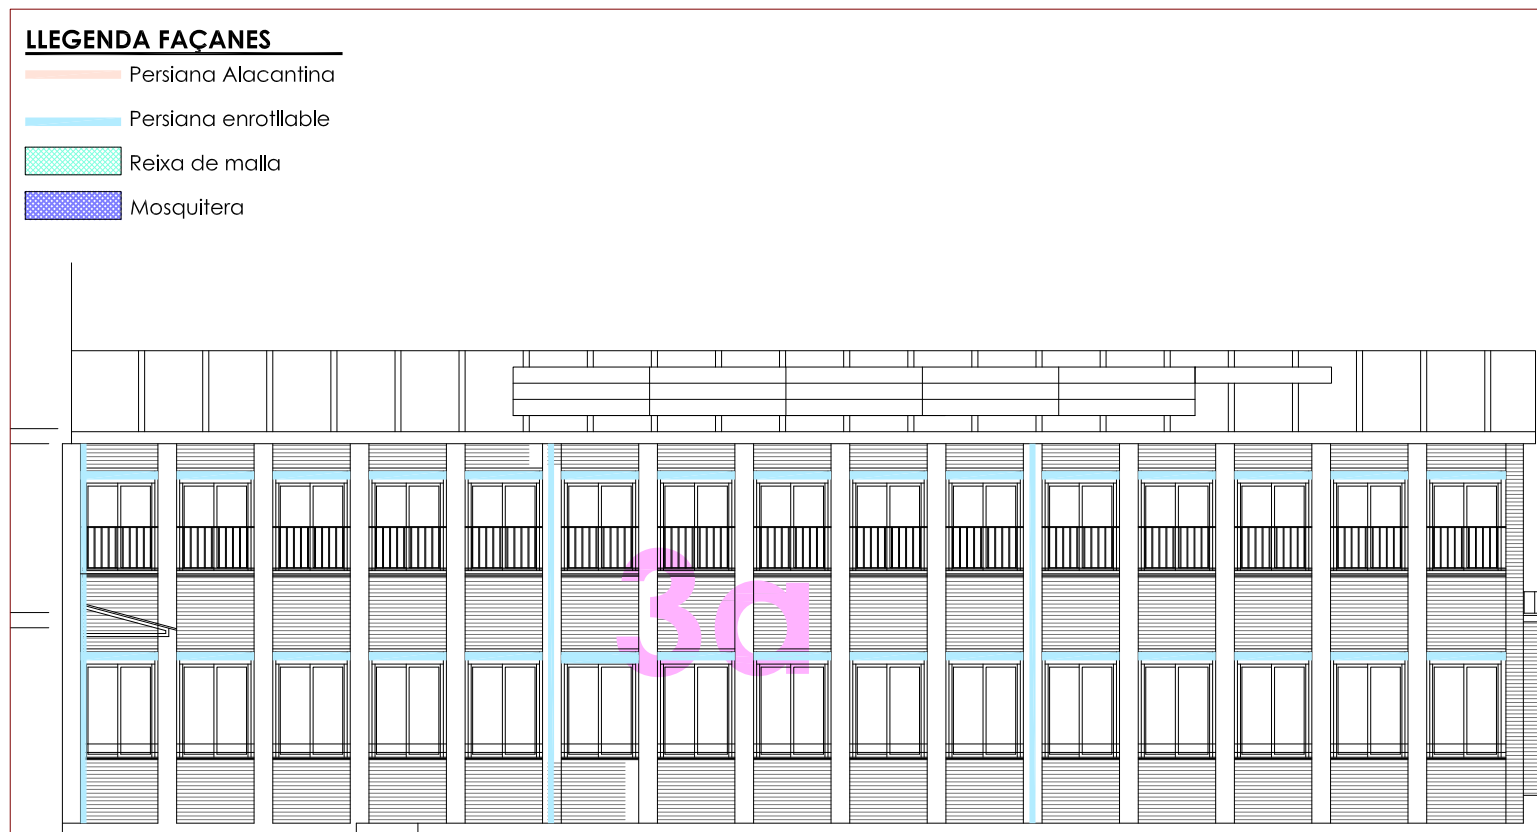 LLEGENDA FAÇANES
Persiana Alacantina
Persiana enrotllable
Reixa de malla
Mosquitera
3a